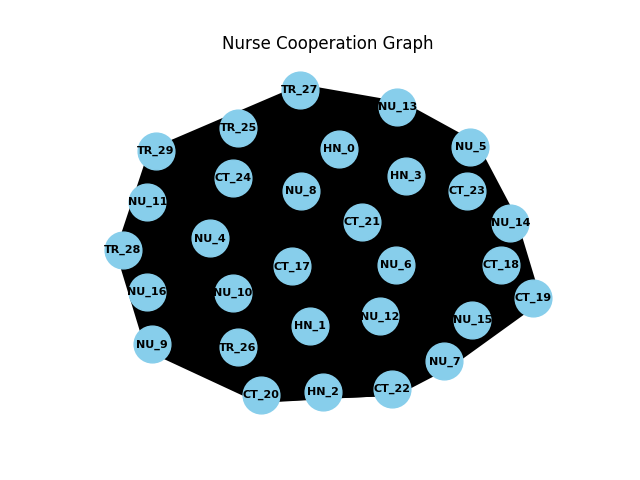 Nurse Cooperation Graph
TR_27
NU_13
TR_25
HN_0
NU_5
TR_29
CT_24
HN_3
NU_8
CT_23
NU_11
CT_21
NU_14
NU_4
TR_28
CT_17
NU_6
CT_18
NU_16
NU_10
CT_19
NU_12
NU_15
HN_1
NU_9
TR_26
NU_7
CT_22
HN_2
CT_20